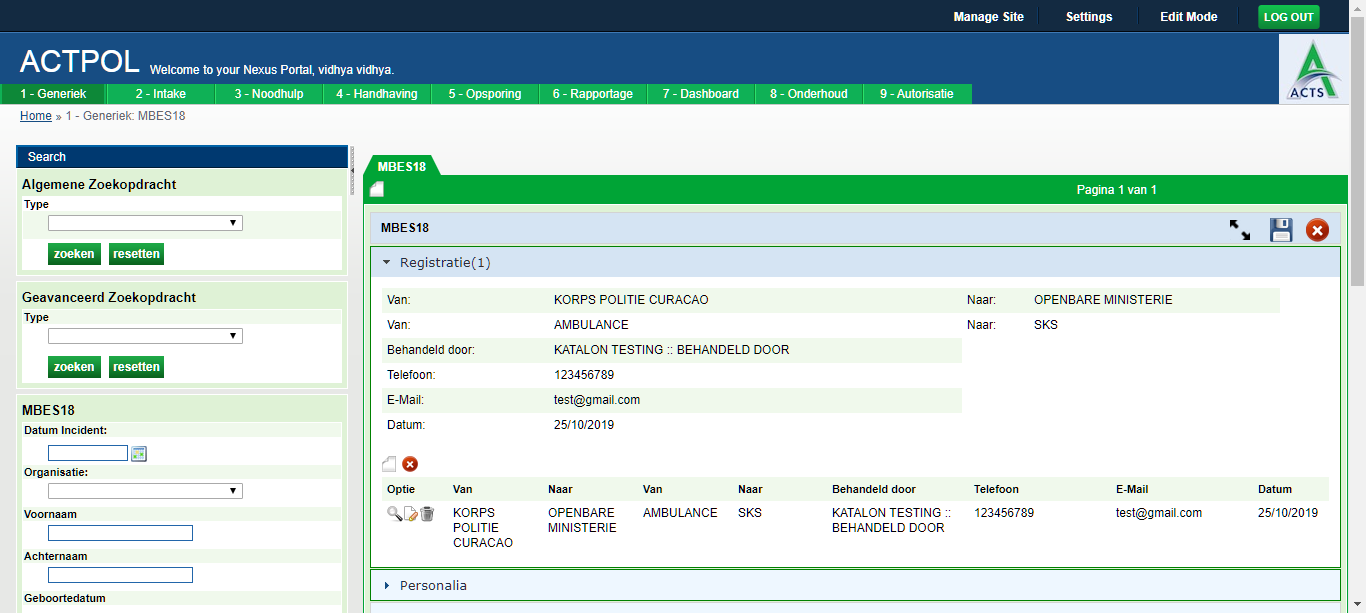 Manage Site Settings Edit Mode LOG OUT
ACTPOL Welcome to your Nexus Portal, vidhya vidhya.
ACTS
1 - Generiek 2 - Intake 3 - Noodhulp 4 - Handhaving 5 - Opsporing 6 - Rapportage 7 - Dashboard 8 - Onderhoud 9 - Autorisatie
Home » 1 - Generiek: MBES18
Search
Algemene Zoekopdracht
Type
zoeken resetten
Geavanceerd Zoekopdracht
Type
zoeken resetten
MBES18
Datum Incident:
Organisatie:
Voornaam
Achternaam
Geboortedatum
MBES18
Pagina 1 van 1
MBES18
Registratie(1)
Van: KORPS POLITIE CURACAO Naar: OPENBARE MINISTERIE
Van: AMBULANCE Naar: SKS
Behandeld door: KATALON TESTING :: BEHANDELD DOOR
Telefoon: 123456789
E-Mail: test@gmail.com
Datum: 25/10/2019
Optie Van Naar Van Naar Behandeld door Telefoon E-Mail Datum
KORPS OPENBARE AMBULANCE SKS KATALON TESTING :: 123456789 test@gmail.com 25/10/2019
POLITIE MINISTERIE BEHANDELD DOOR
CURACAO
Personalia